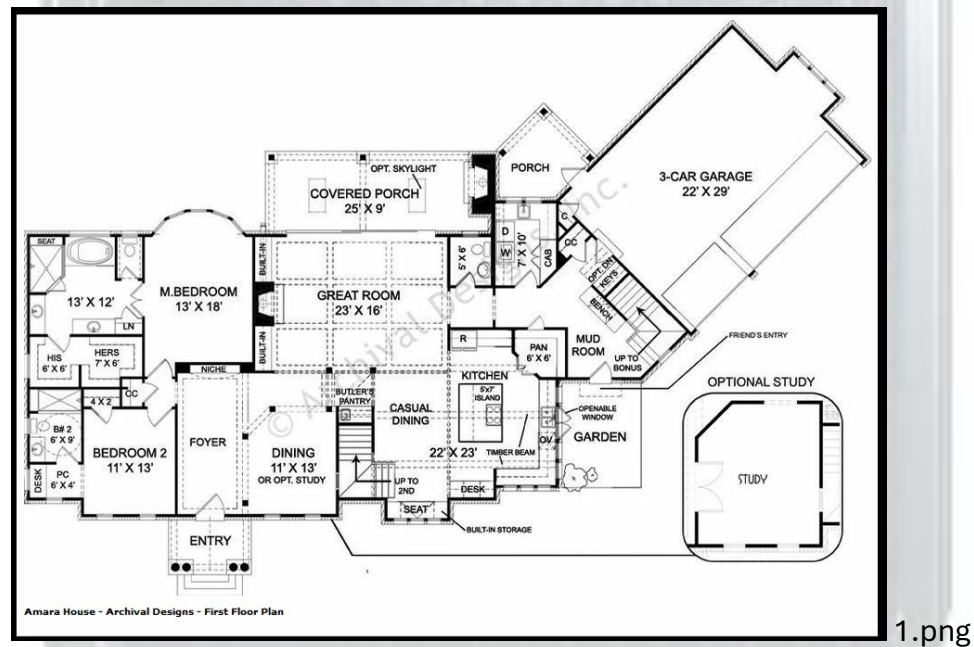 OPT. SKYLIGHT
COVERED PORCH
25' X 9'
PORCH
3-CAR GARAGE
22' X 29'
SEAT
13' X 12'
LN
M.BEDROOM
13' X 18'
BUILT-IN
GREAT ROOM
23' X 16'
BUILT-IN
5' X 6'
D
W
7' X 10'
CAB
C
CC
OPT. DN
KEYS
BENCH
MUD
ROOM
UP TO
BONUS
FRIEND'S ENTRY
HIS
6' X 6'
HERS
7' X 6'
4 X 2
CC
NICHE
R
PAN
6' X 6'
KITCHEN
5'x7'
ISLAND
BUTLER'S
PANTRY
CASUAL
DINING
22' X 23'
TIMBER BEAM
OV
OPENABLE
WINDOW
GARDEN
OPTIONAL STUDY
STUDY
B# 2
6' X 9'
DESK
PC
6' X 4'
BEDROOM 2
11' X 13'
FOYER
DINING
11' X 13'
OR OPT. STUDY
UP TO
2ND
DESK
SEAT
BUILT-IN STORAGE
ENTRY
© Archival Designs, Inc.
Amara House - Archival Designs - First Floor Plan
1.png